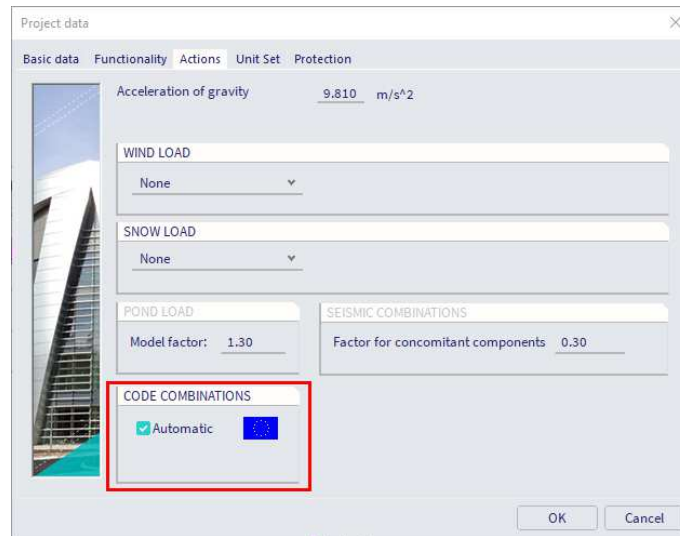 Project data
Basic data Functionality Actions Unit Set Protection
Acceleration of gravity 9.810 m/s^2
WIND LOAD
None
SNOW LOAD
None
POND LOAD SEISMIC COMBINATIONS
Model factor: 1.30 Factor for concomitant components 0.30
CODE COMBINATIONS
Automatic
OK Cancel